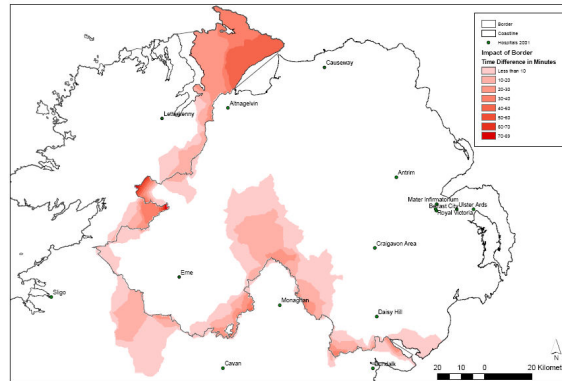 Border
Coastline
Hospitals 2001
Impact of Border
Time Difference in Minutes
Less than 10
10-20
20-30
30-40
40-50
50-60
60-70
70-80
Causeway
Altnagelvin
Letterkenny
Antrim
Mater Infirmatorum
Belfast City
Ulster Ards
Royal Victoria
Craigavon Area
Erne
Sligo
Monaghan
Daisy Hill
Cavan
Dundalk
N
20 10 0 20 Kilomet